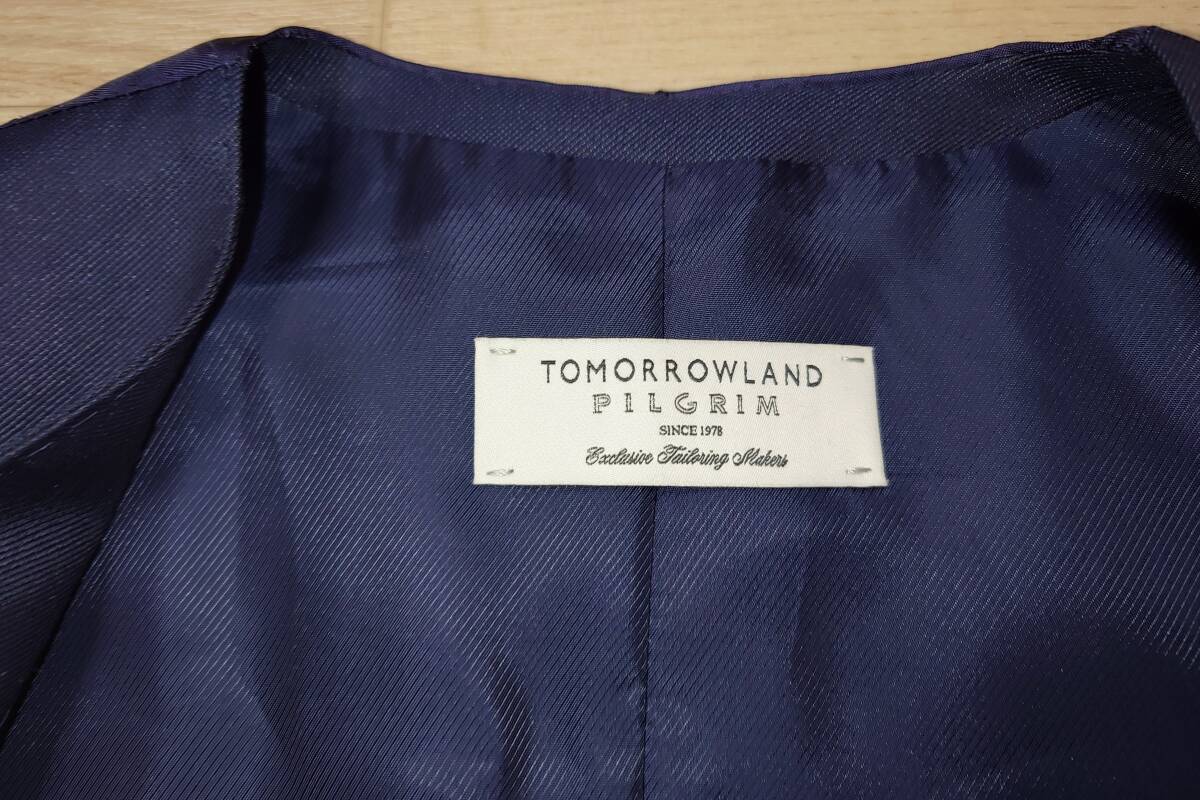 TOMORROWLAND
PILGRIM
SINCE 1978
Exclusive Tailoring Makers